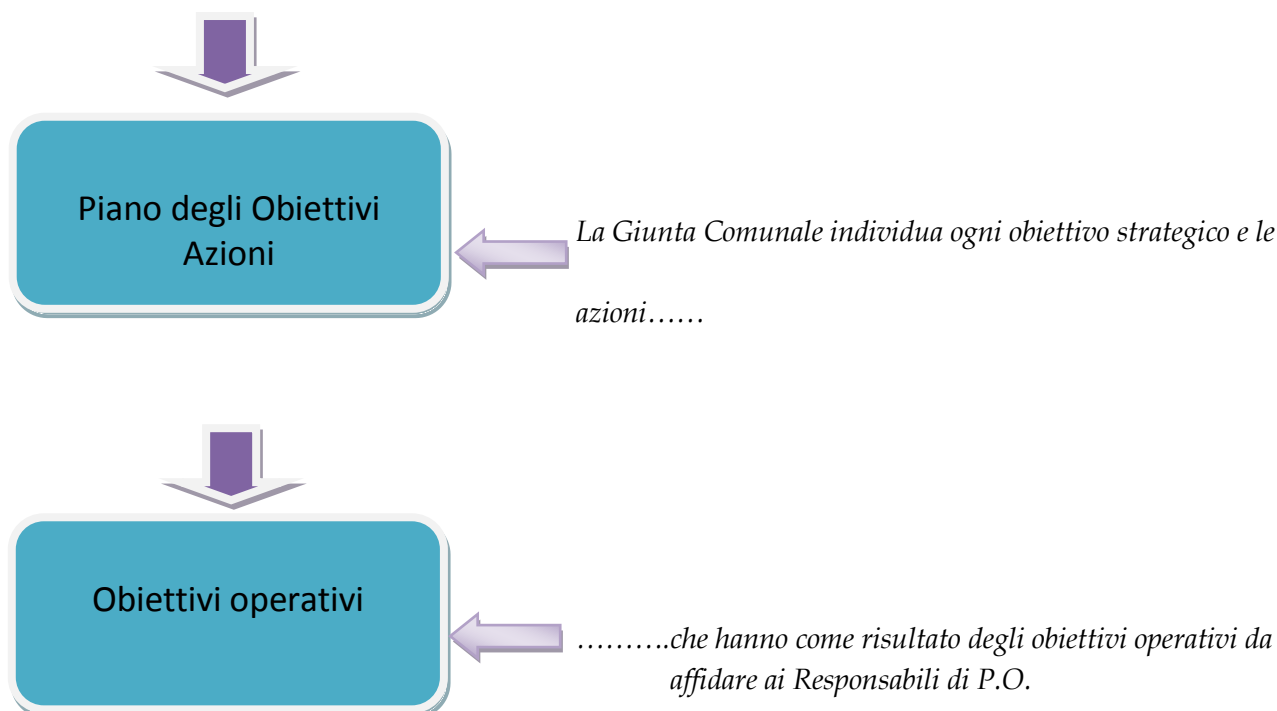 Piano degli Obiettivi
Azioni
La Giunta Comunale individua ogni obiettivo strategico e le
azioni……
Obiettivi operativi
……….che hanno come risultato degli obiettivi operativi da
affidare ai Responsabili di P.O.